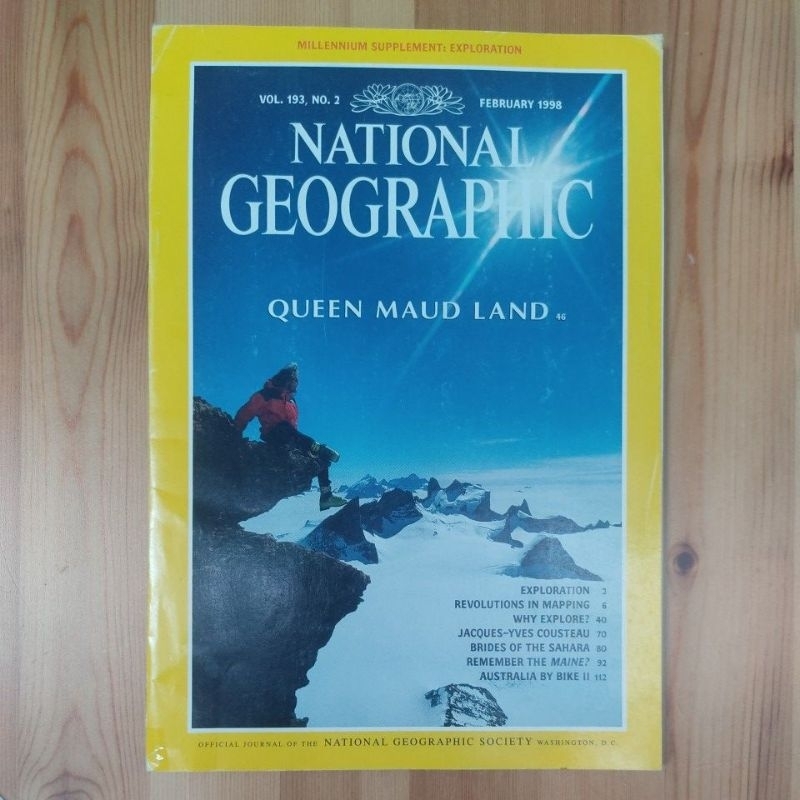 MILLENNIUM SUPPLEMENT: EXPLORATION
VOL. 193, NO. 2 FEBRUARY 1998
NATIONAL
GEOGRAPHIC
QUEEN MAUD LAND 46
EXPLORATION 2
REVOLUTIONS IN MAPPING 6
WHY EXPLORE? 40
JACQUES-YVES COUSTEAU 70
BRIDES OF THE SAHARA 80
REMEMBER THE MAINE? 92
AUSTRALIA BY BIKE II 112
OFFICIAL JOURNAL OF THE NATIONAL GEOGRAPHIC SOCIETY WASHINGTON, D.C.